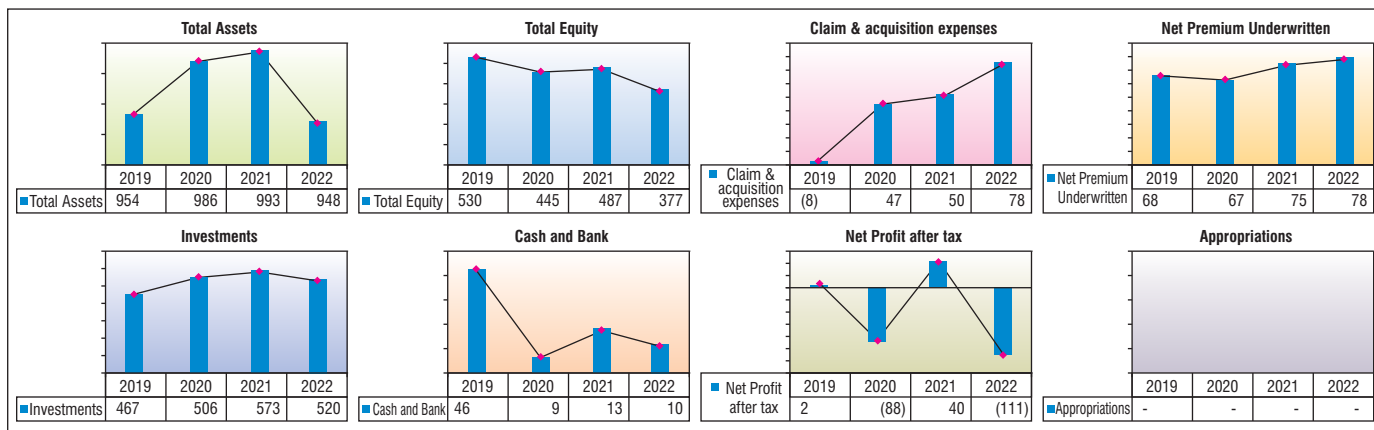 Total Assets
2019 2020 2021 2022
Total Assets 954 986 993 948
Total Equity
2019 2020 2021 2022
Total Equity 530 445 487 377
Claim & acquisition expenses
2019 2020 2021 2022
Claim &
acquisition
expenses
(8) 47 50 78
Net Premium Underwritten
2019 2020 2021 2022
Net Premium
Underwritten
68 67 75 78
Investments
2019 2020 2021 2022
Investments 467 506 573 520
Cash and Bank
2019 2020 2021 2022
Cash and Bank 46 9 13 10
Net Profit after tax
2019 2020 2021 2022
Net Profit
after tax
2 (88) 40 (111)
Appropriations
2019 2020 2021 2022
Appropriations - - - -